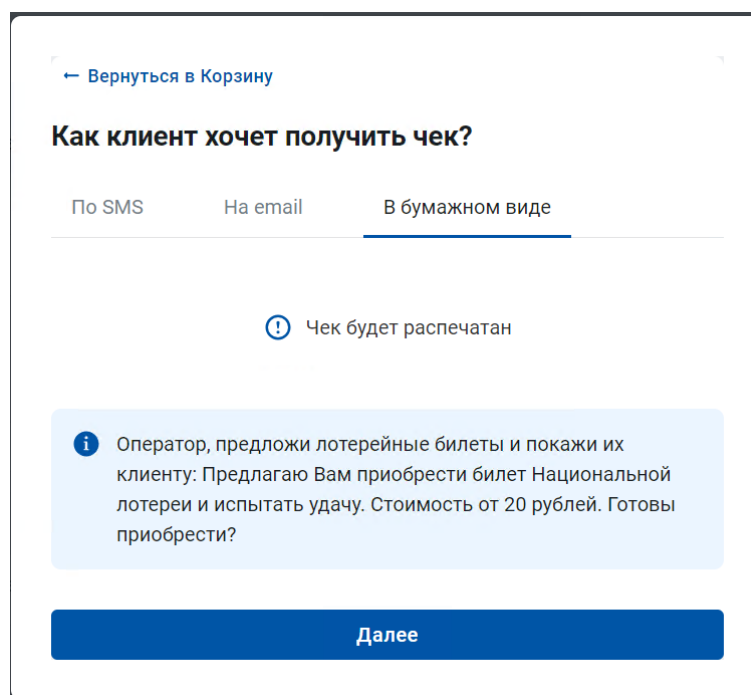 ← Вернуться в Корзину
Как клиент хочет получить чек?
По SMS На email В бумажном виде
Чек будет распечатан
Оператор, предложи лотерейные билеты и покажи их
клиенту: Предлагаю Вам приобрести билет Национальной
лотереи и испытать удачу. Стоимость от 20 рублей. Готовы
приобрести?
Далее